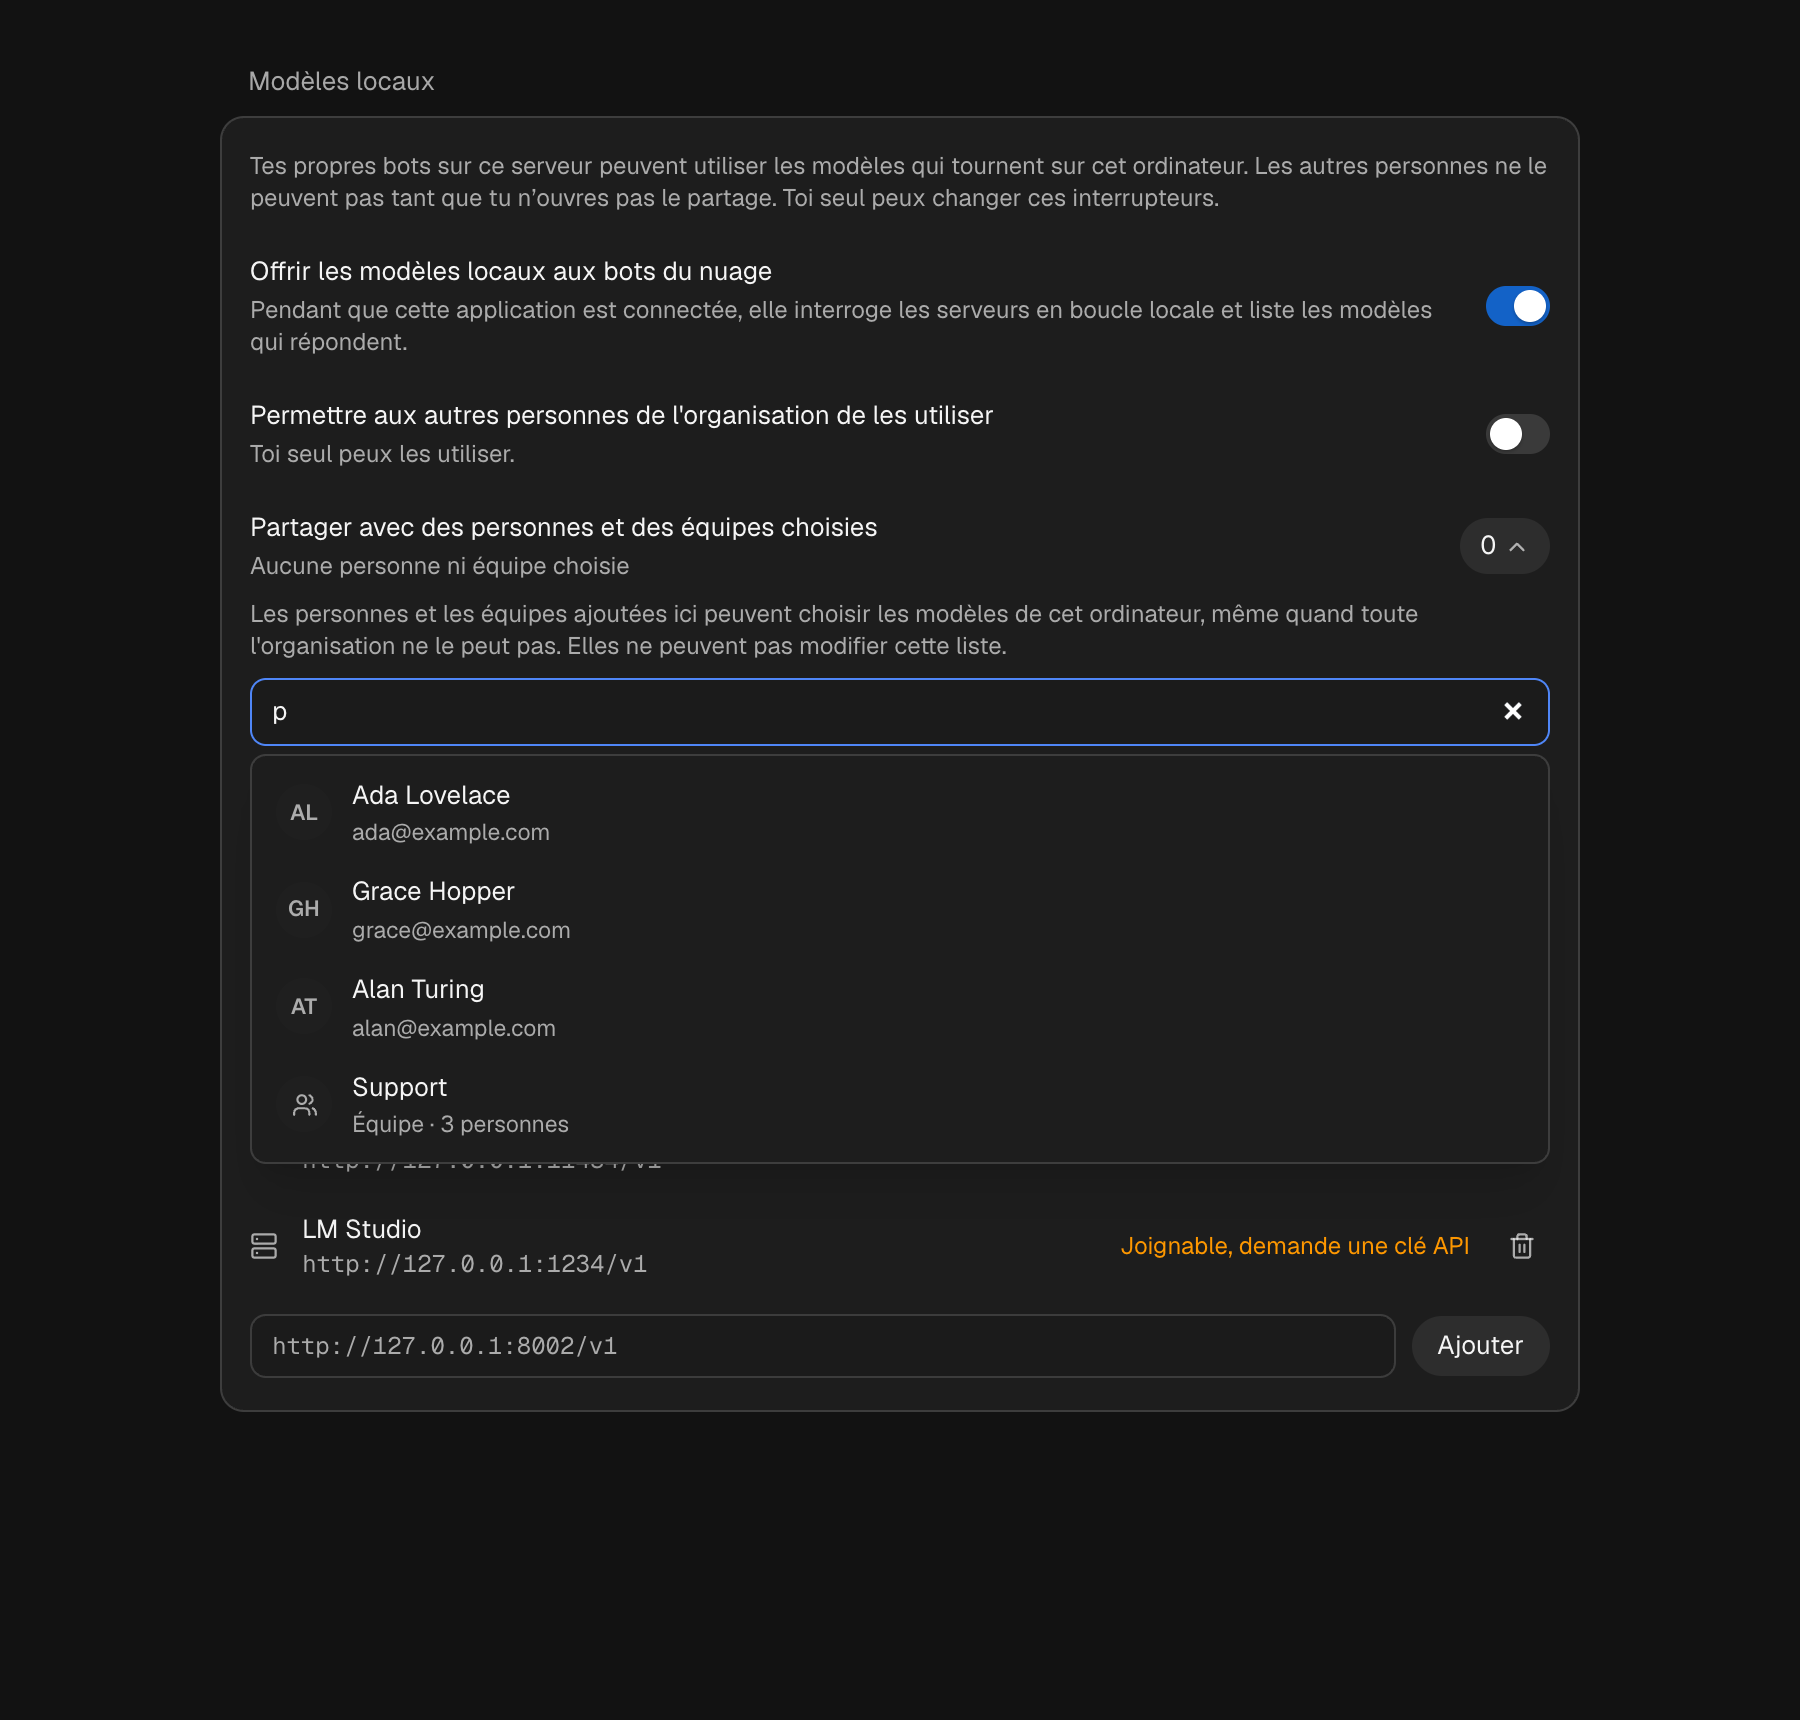 Modèles locaux
Tes propres bots sur ce serveur peuvent utiliser les modèles qui tournent sur cet ordinateur. Les autres personnes ne le
peuvent pas tant que tu n’ouvres pas le partage. Toi seul peux changer ces interrupteurs.
Offrir les modèles locaux aux bots du nuage
Pendant que cette application est connectée, elle interroge les serveurs en boucle locale et liste les modèles
qui répondent.
Permettre aux autres personnes de l'organisation de les utiliser
Toi seul peux les utiliser.
Partager avec des personnes et des équipes choisies
0
Aucune personne ni équipe choisie
Les personnes et les équipes ajoutées ici peuvent choisir les modèles de cet ordinateur, même quand toute
l'organisation ne le peut pas. Elles ne peuvent pas modifier cette liste.
p
AL
Ada Lovelace
ada@example.com
GH
Grace Hopper
grace@example.com
AT
Alan Turing
alan@example.com
Support
Équipe · 3 personnes
LM Studio
http://127.0.0.1:1234/v1
Joignable, demande une clé API
http://127.0.0.1:8002/v1
Ajouter